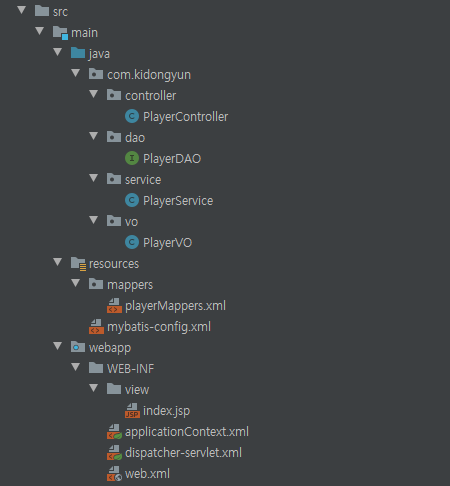 src
main
java
com.kidongyun
controller
PlayerController
dao
PlayerDAO
service
PlayerService
vo
PlayerVO
resources
mappers
playerMappers.xml
mybatis-config.xml
webapp
WEB-INF
view
index.jsp
applicationContext.xml
dispatcher-servlet.xml
web.xml